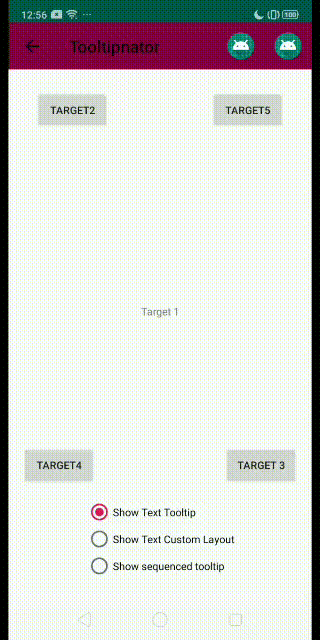 12:56 100
Tooltipnator
TARGET2 TARGET5
Target 1
TARGET4 TARGET 3
Show Text Tooltip
Show Text Custom Layout
Show sequenced tooltip